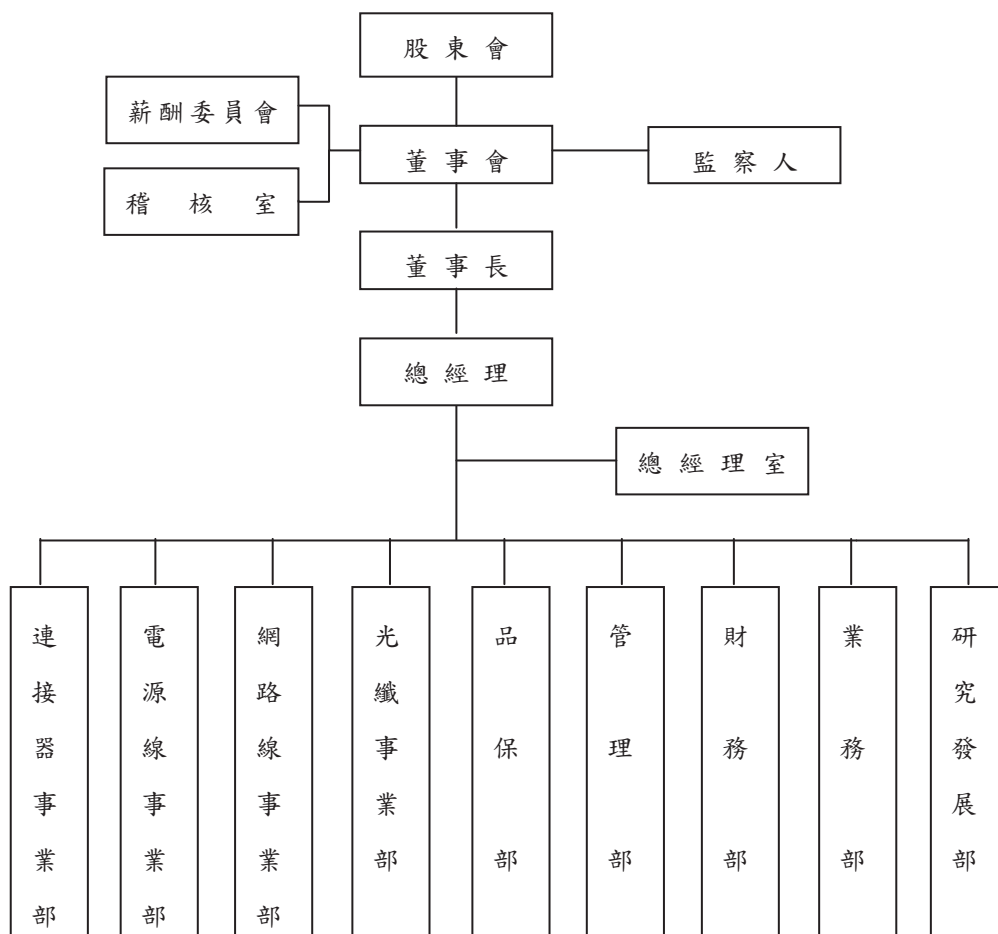 股東會
薪酬委員會
董事會
監察人
稽核室
董事長
總經理
總經理室
連接器事業部
電源線事業部
網路線事業部
光纖事業部
品保部
管理部
財務部
業務部
研究發展部